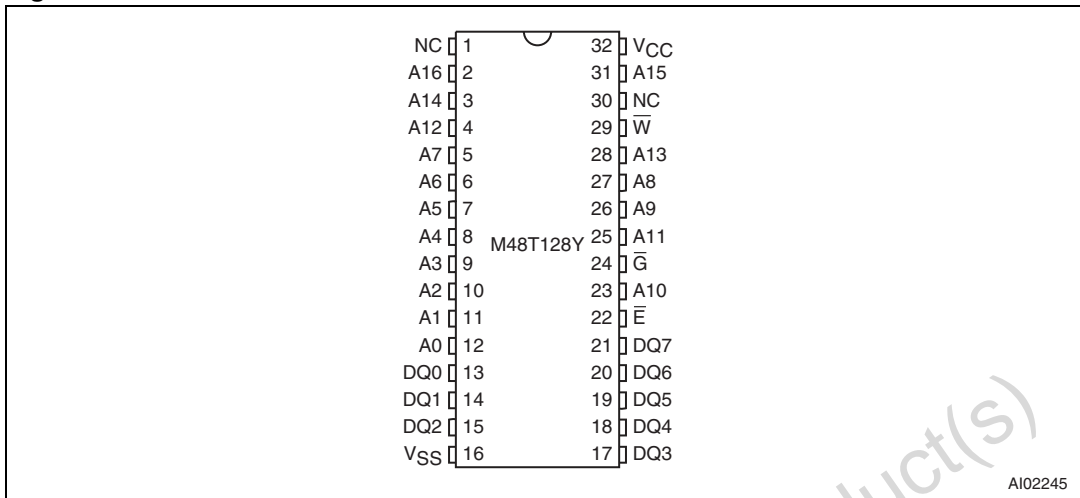 NC 1 32 VCC
A16 2 31 A15
A14 3 30 NC
A12 4 29 W̅
A7 5 28 A13
A6 6 27 A8
A5 7 26 A9
A4 8 M48T128Y 25 A11
A3 9 24 G̅
A2 10 23 A10
A1 11 22 E̅
A0 12 21 DQ7
DQ0 13 20 DQ6
DQ1 14 19 DQ5
DQ2 15 18 DQ4
VSS 16 17 DQ3
AI02245